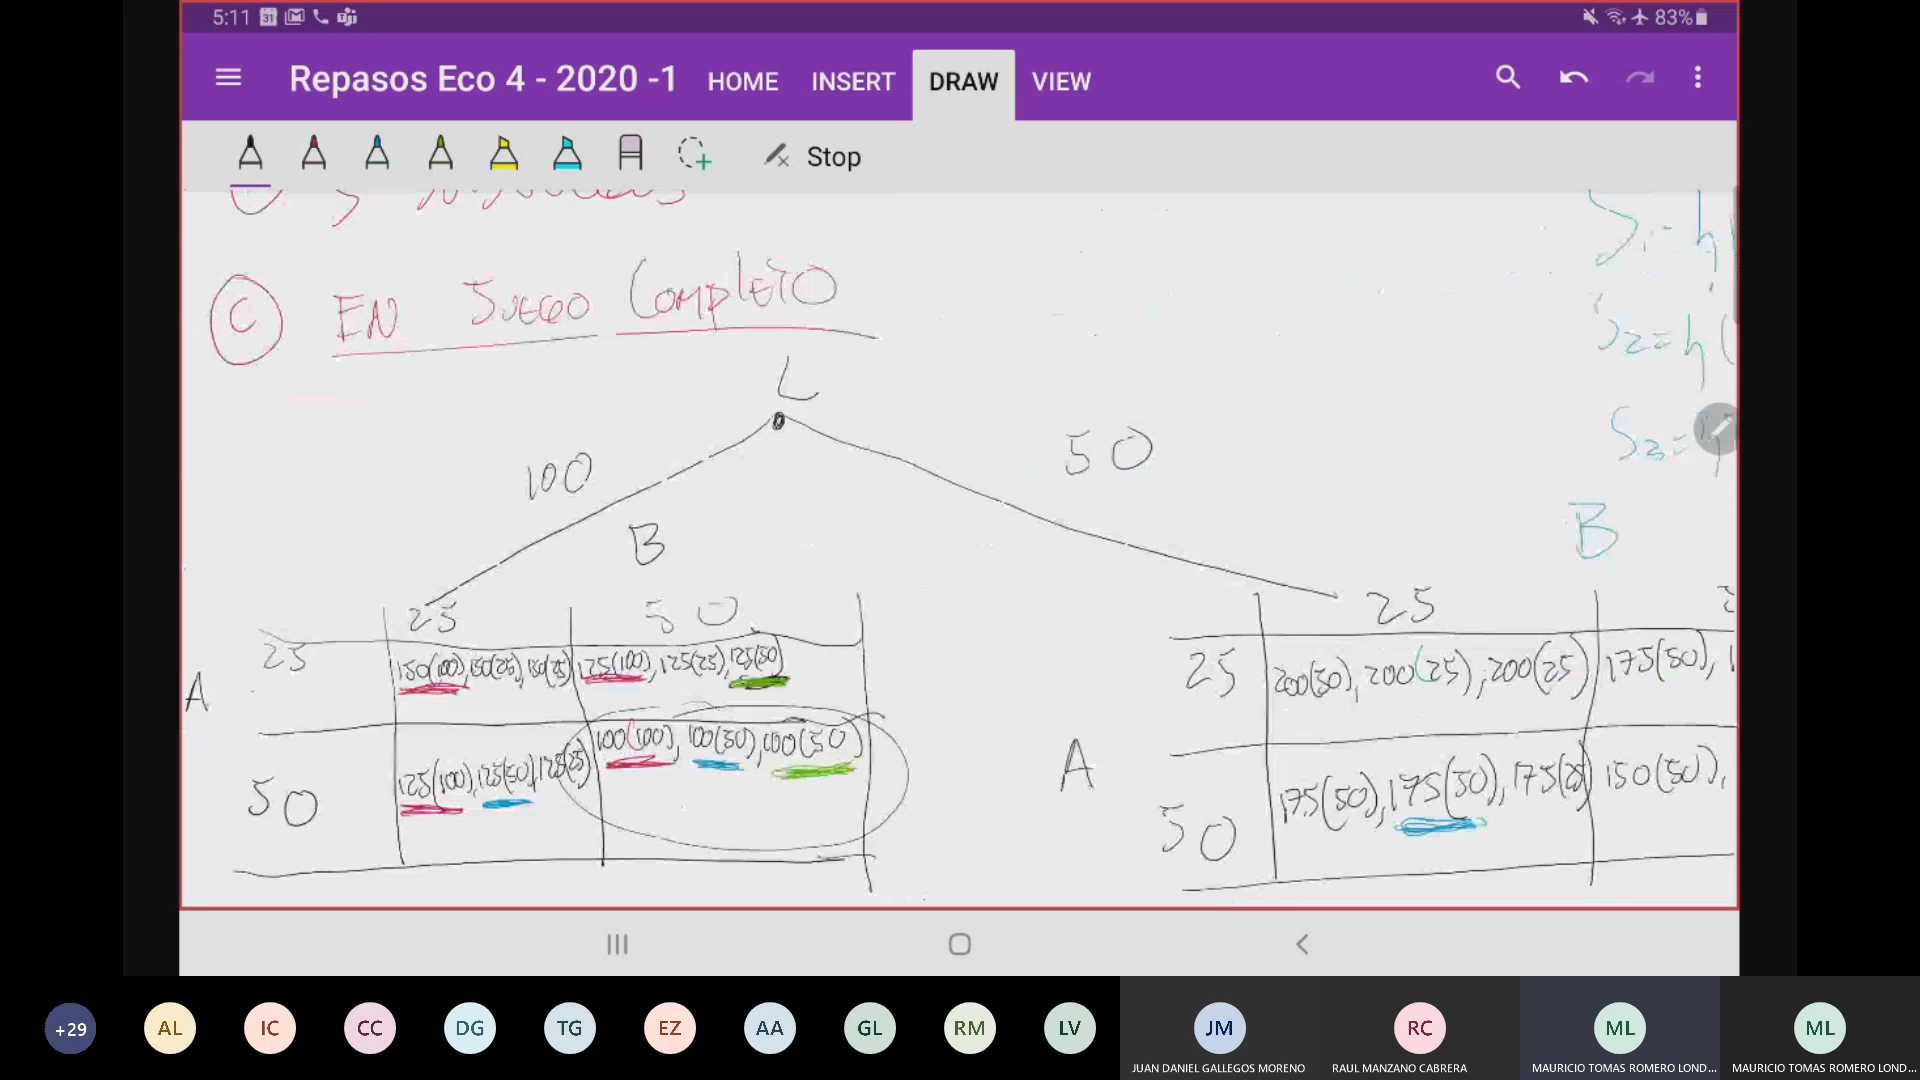 5:11 83%
Repasos Eco 4 - 2020 -1 HOME INSERT DRAW VIEW
Stop
C EN JUEGO COMPLETO
S1= h
S2= h (
S3=
L
100 50
B B
25 50 25
A 25 150(100), 150(25), 150(25) 125(100), 125(25), 125(50)
50 125(100), 125(50), 125(25) 100(100), 100(50), 100(50)
A 25 200(50), 200(25), 200(25) 175(50),
50 175(50), 175(50), 175(25) 150(50),
+29 AL IC CC DG TG EZ AA GL RM LV JM RC ML ML
JUAN DANIEL GALLEGOS MORENO RAUL MANZANO CABRERA MAURICIO TOMAS ROMERO LOND... MAURICIO TOMAS ROMERO LOND...